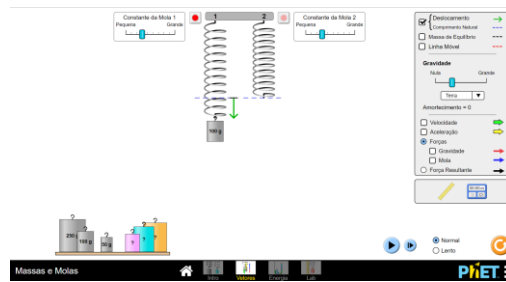 Constante da Mola 1
Pequena Grande
1
2
Constante da Mola 2
Pequena Grande
100 g
250 g
100 g
50 g
?
?
?
Deslocamento
Comprimento Natural
Massa de Equilíbrio
Linha Móvel
Gravidade
Nula Grande
Terra
Amortecimento = 0
Velocidade
Aceleração
Forças
Gravidade
Mola
Força Resultante
Normal
Lento
Massas e Molas
Intro
Vetores
Energia
Lab
PhET